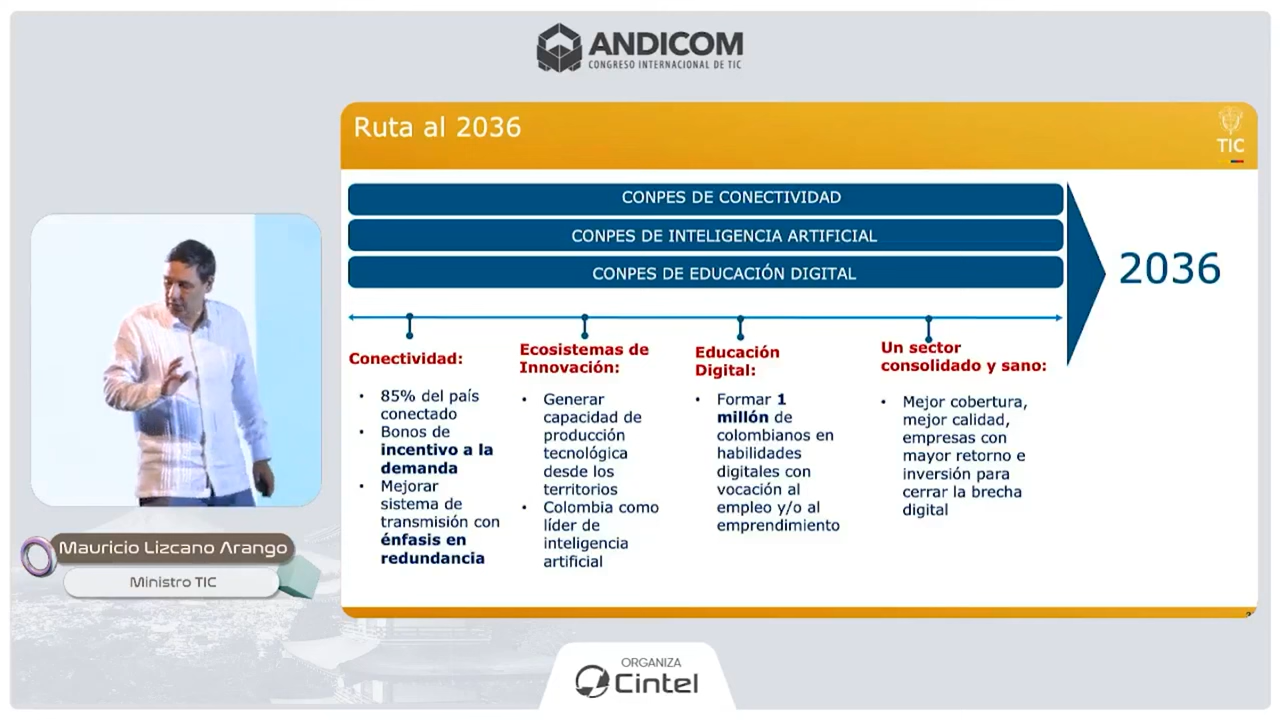 ANDICOM
CONGRESO INTERNACIONAL DE TIC
Ruta al 2036
TIC
CONPES DE CONECTIVIDAD
CONPES DE INTELIGENCIA ARTIFICIAL
CONPES DE EDUCACIÓN DIGITAL
2036
Conectividad:
• 85% del país
conectado
• Bonos de
incentivo a la
demanda
• Mejorar
sistema de
transmisión con
énfasis en
redundancia
Ecosistemas de
Innovación:
• Generar
capacidad de
producción
tecnológica
desde los
territorios
• Colombia como
líder de
inteligencia
artificial
Educación
Digital:
• Formar 1
millón de
colombianos en
habilidades
digitales con
vocación al
empleo y/o al
emprendimiento
Un sector
consolidado y sano:
• Mejor cobertura,
mejor calidad,
empresas con
mayor retorno e
inversión para
cerrar la brecha
digital
Mauricio Lizcano Arango
Ministro TIC
ORGANIZA
Cintel